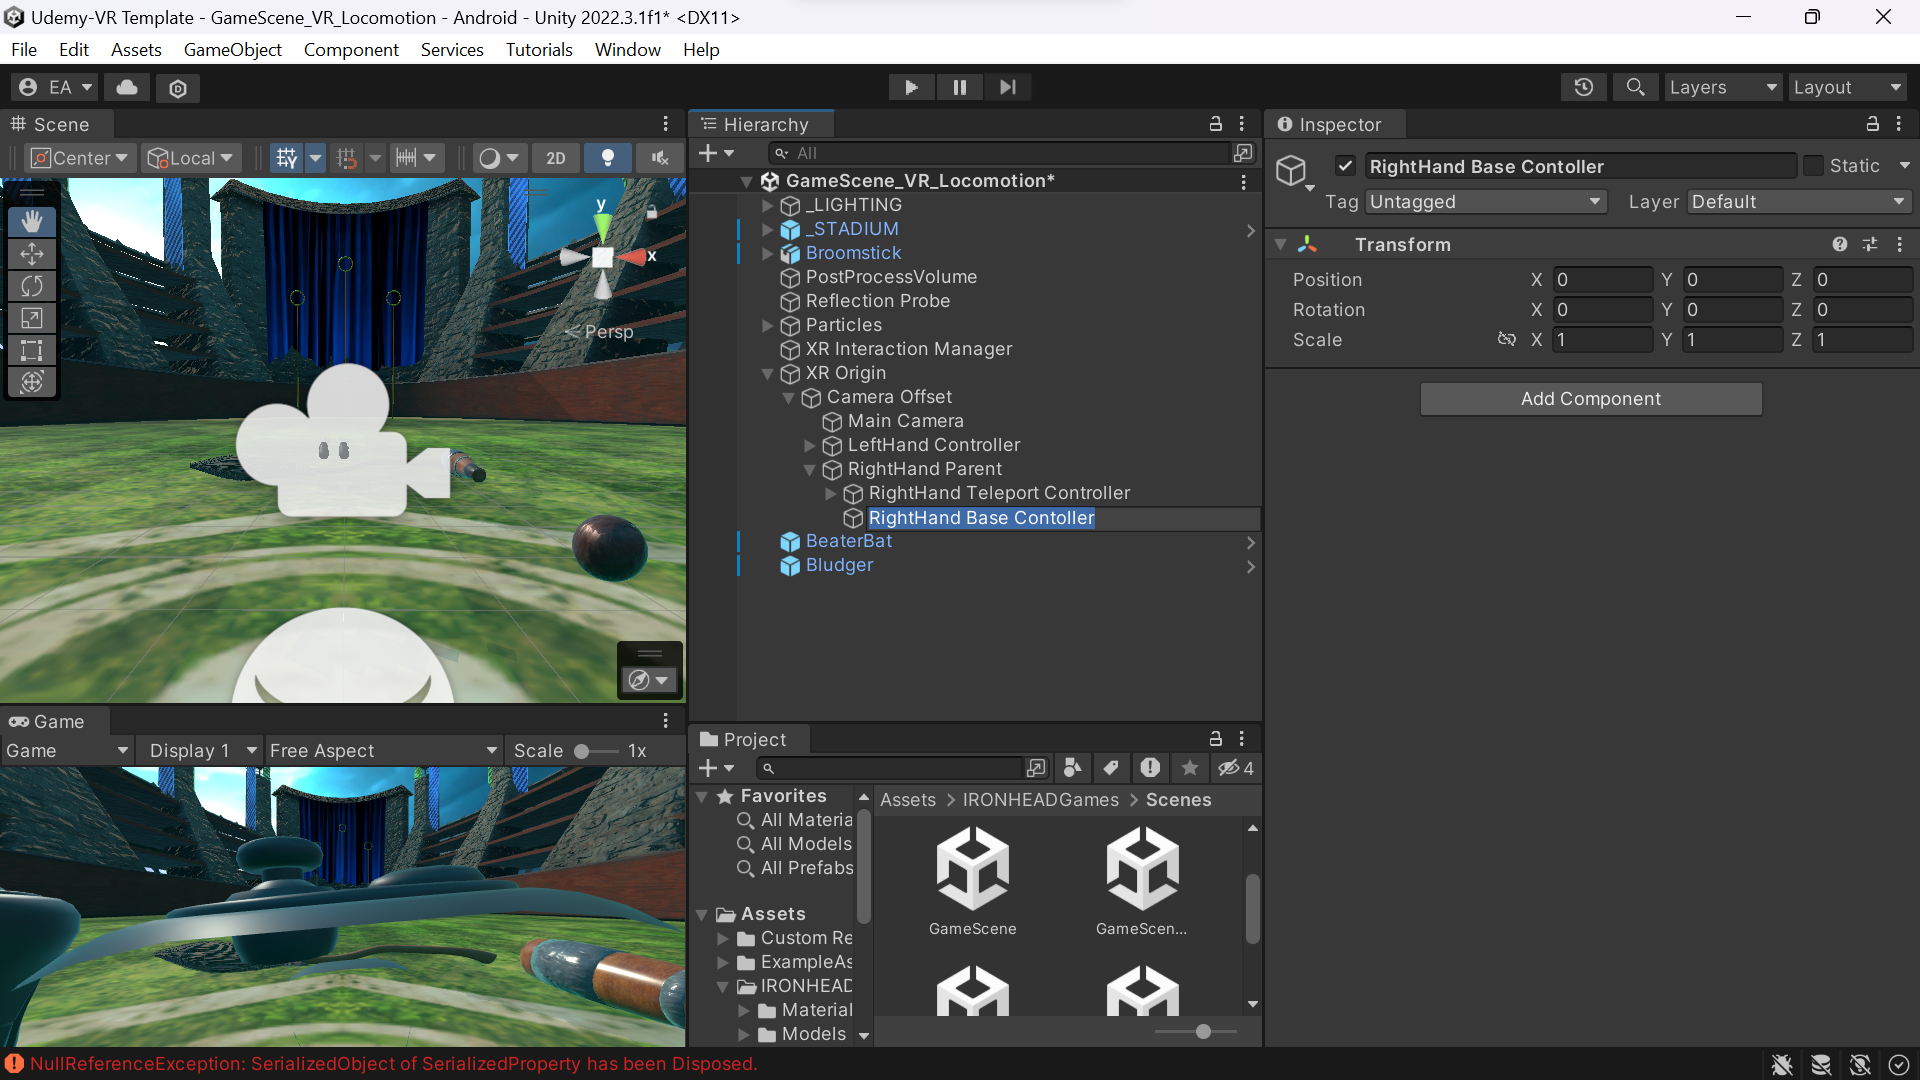 Udemy-VR Template - GameScene_VR_Locomotion - Android - Unity 2022.3.1f1* <DX11>
File Edit Assets GameObject Component Services Tutorials Window Help
EA
Layers
Layout
Scene
Center
Local
2D
y
x
Persp
Hierarchy
All
GameScene_VR_Locomotion*
_LIGHTING
_STADIUM
Broomstick
PostProcessVolume
Reflection Probe
Particles
XR Interaction Manager
XR Origin
Camera Offset
Main Camera
LeftHand Controller
RightHand Parent
RightHand Teleport Controller
RightHand Base Contoller
BeaterBat
Bludger
Inspector
RightHand Base Contoller
Static
Tag Untagged
Layer Default
Transform
Position X 0 Y 0 Z 0
Rotation X 0 Y 0 Z 0
Scale X 1 Y 1 Z 1
Add Component
Game
Game Display 1 Free Aspect Scale 1x
Project
4
Favorites
All Materia
All Models
All Prefabs
Assets
Custom Re
ExampleAs
IRONHEAD
Material
Models
Assets > IRONHEADGames > Scenes
GameScene
GameScen...
NullReferenceException: SerializedObject of SerializedProperty has been Disposed.